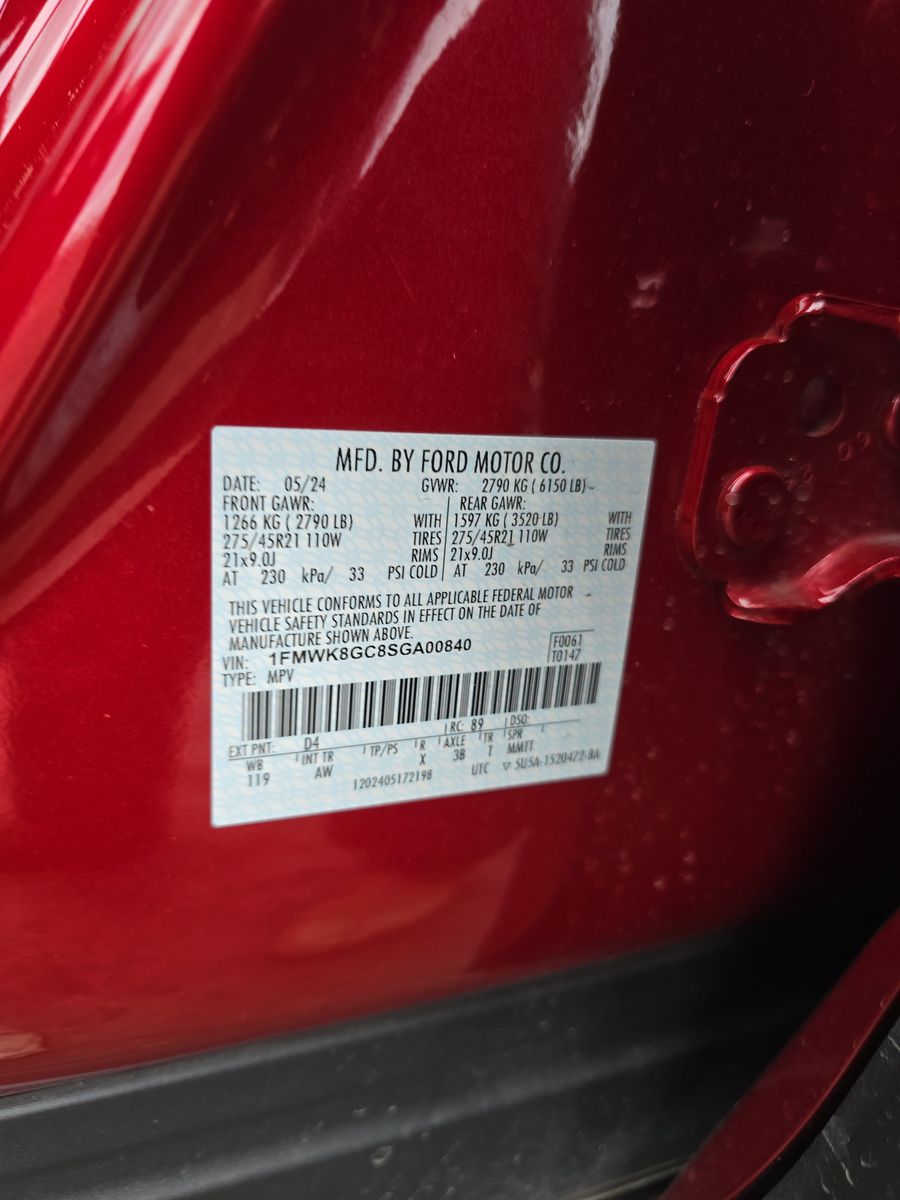 MFD. BY FORD MOTOR CO.
DATE: 05/24 GVWR: 2790 KG ( 6150 LB)
FRONT GAWR: REAR GAWR:
1266 KG ( 2790 LB) WITH 1597 KG ( 3520 LB) WITH
275/45R21 110W TIRES 275/45R21 110W TIRES
21x9.0J RIMS 21x9.0J RIMS
AT 230 kPa/ 33 PSI COLD AT 230 kPa/ 33 PSI COLD
THIS VEHICLE CONFORMS TO ALL APPLICABLE FEDERAL MOTOR
VEHICLE SAFETY STANDARDS IN EFFECT ON THE DATE OF
MANUFACTURE SHOWN ABOVE.
VIN: 1FMWK8GC8SGA00840 F0061
TYPE: MPV T0147
EXT PNT: D4 RC: 89 DSO:
WB INT TR TP/PS R AXLE TR SPR
119 AW X 3B T MMTT
1202405172198 UTC ▽ SU5A-1520472-BA